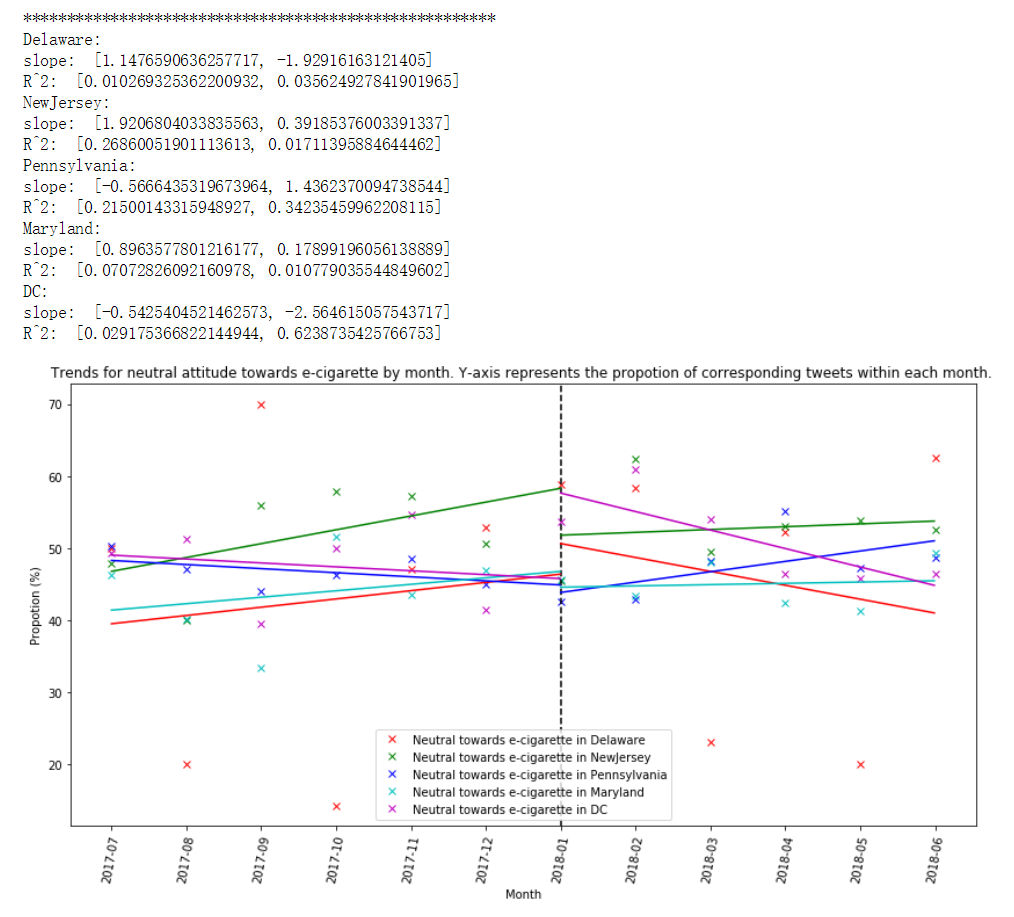 ******************************************************
Delaware:
slope:  [1.1476590636257717, -1.92916163121405]
R^2:  [0.010269325362200932, 0.035624927841901965]
NewJersey:
slope:  [1.9206804033835563, 0.39185376003391337]
R^2:  [0.26860051901113613, 0.01711395884644462]
Pennsylvania:
slope:  [-0.5666435319673964, 1.4362370094738544]
R^2:  [0.21500143315948927, 0.34235459962208115]
Maryland:
slope:  [0.8963577801216177, 0.17899196056138889]
R^2:  [0.07072826092160978, 0.010779035544849602]
DC:
slope:  [-0.5425404521462573, -2.564615057543717]
R^2:  [0.029175366822144944, 0.6238735425766753]
Trends for neutral attitude towards e-cigarette by month. Y-axis represents the propotion of corresponding tweets within each month.
Propotion (%)
70
60
50
40
30
20
Neutral towards e-cigarette in Delaware
Neutral towards e-cigarette in NewJersey
Neutral towards e-cigarette in Pennsylvania
Neutral towards e-cigarette in Maryland
Neutral towards e-cigarette in DC
2017-07
2017-08
2017-09
2017-10
2017-11
2017-12
2018-01
2018-02
2018-03
2018-04
2018-05
2018-06
Month